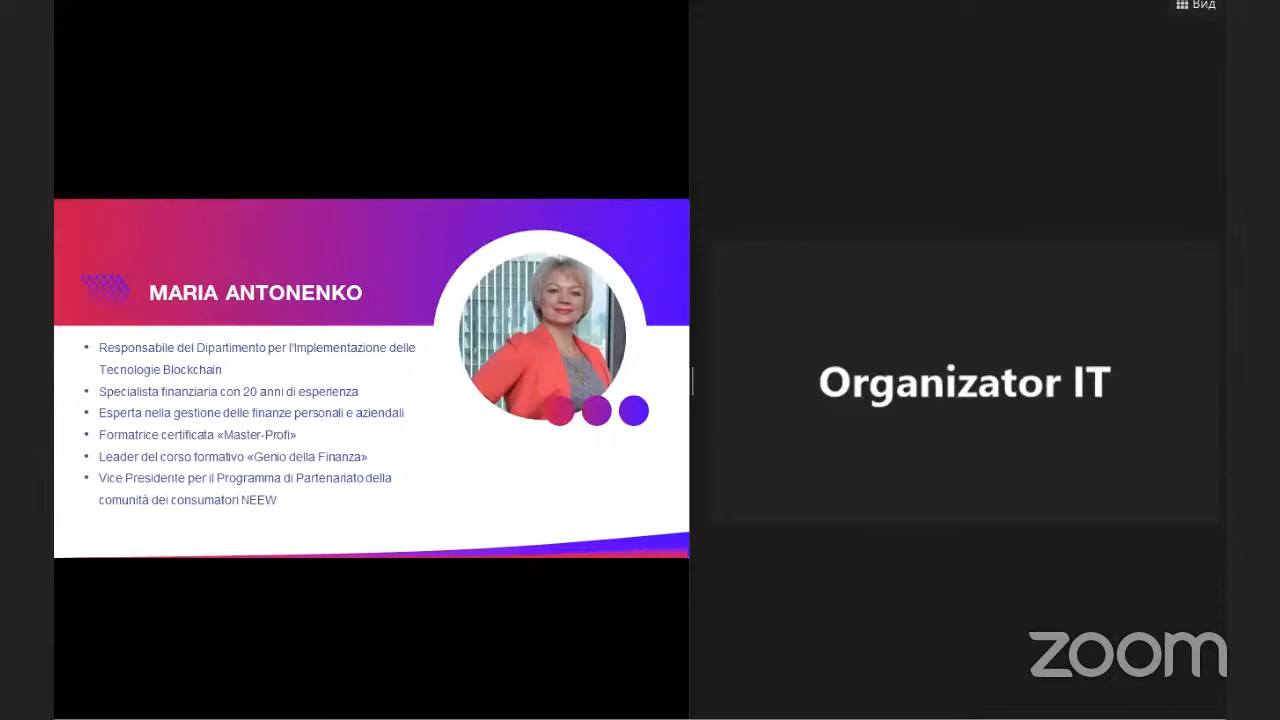 Вид
MARIA ANTONENKO
• Responsabile del Dipartimento per l'Implementazione delle
Tecnologie Blockchain
• Specialista finanziaria con 20 anni di esperienza
• Esperta nella gestione delle finanze personali e aziendali
• Formatrice certificata «Master-Profi»
• Leader del corso formativo «Genio della Finanza»
• Vice Presidente per il Programma di Partenariato della
comunità dei consumatori NEEW
Organizator IT
zoom